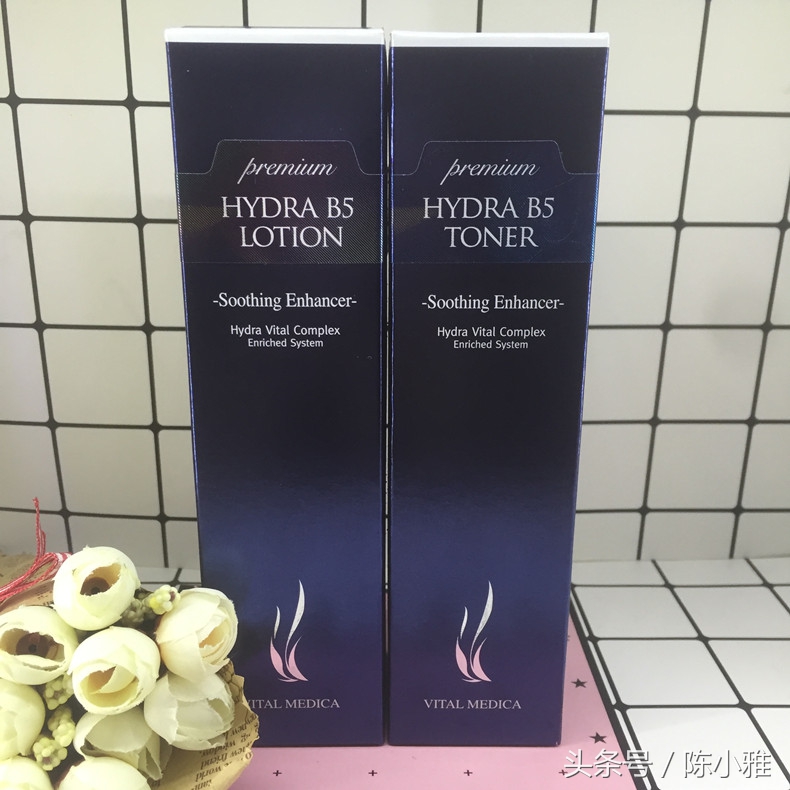 premium
HYDRA B5
LOTION
-Soothing Enhancer-
Hydra Vital Complex
Enriched System
VITAL MEDICA
premium
HYDRA B5
TONER
-Soothing Enhancer-
Hydra Vital Complex
Enriched System
VITAL MEDICA
头条号 / 陈小雅